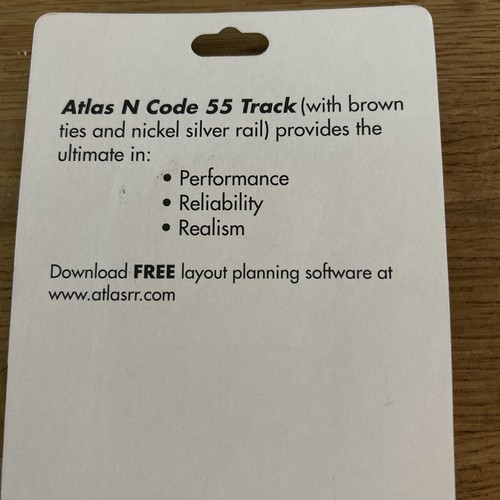 Atlas N Code 55 Track (with brown
ties and nickel silver rail) provides the
ultimate in:
• Performance
• Reliability
• Realism
Download FREE layout planning software at
www.atlasrr.com